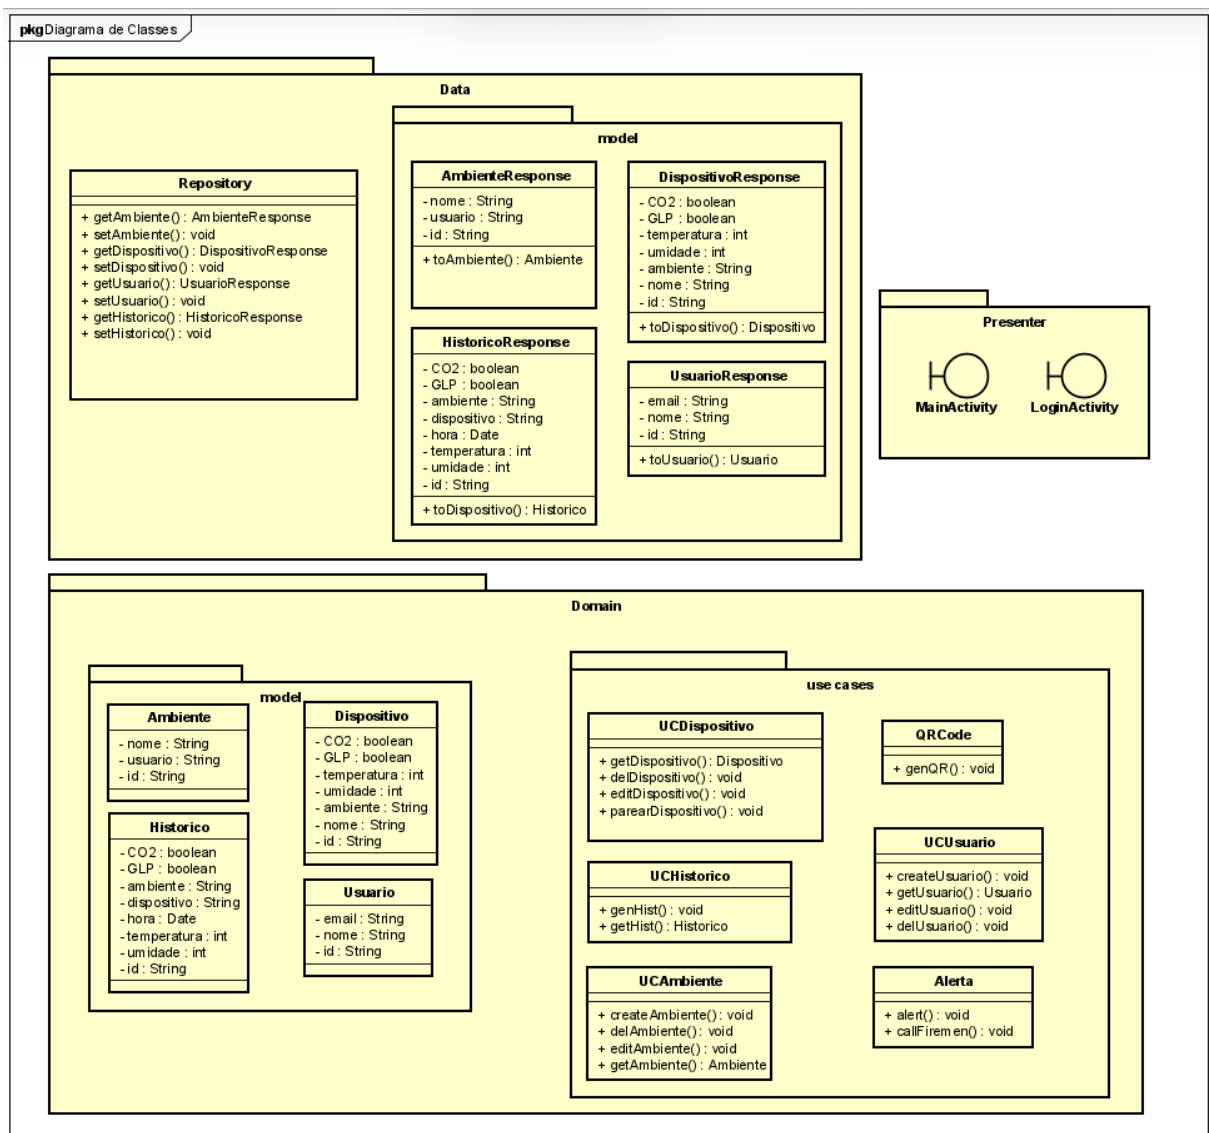 pkg Diagrama de Classes
Data
Repository
+ getAmbiente() : AmbienteResponse
+ setAmbiente() : void
+ getDispositivo() : DispositivoResponse
+ setDispositivo() : void
+ getUsuario() : UsuarioResponse
+ setUsuario() : void
+ getHistorico() : HistoricoResponse
+ setHistorico() : void
model
AmbienteResponse
- nome : String
- usuario : String
- id : String
+ toAmbiente() : Ambiente
DispositivoResponse
- CO2 : boolean
- GLP : boolean
- temperatura : int
- umidade : int
- ambiente : String
- nome : String
- id : String
+ toDispositivo() : Dispositivo
HistoricoResponse
- CO2 : boolean
- GLP : boolean
- ambiente : String
- dispositivo : String
- hora : Date
- temperatura : int
- umidade : int
- id : String
+ toDispositivo() : Historico
UsuarioResponse
- email : String
- nome : String
- id : String
+ toUsuario() : Usuario
Presenter
MainActivity
LoginActivity
Domain
model
Ambiente
- nome : String
- usuario : String
- id : String
Dispositivo
- CO2 : boolean
- GLP : boolean
- temperatura : int
- umidade : int
- ambiente : String
- nome : String
- id : String
Historico
- CO2 : boolean
- GLP : boolean
- ambiente : String
- dispositivo : String
- hora : Date
- temperatura : int
- umidade : int
- id : String
Usuario
- email : String
- nome : String
- id : String
use cases
UCDispositivo
+ getDispositivo() : Dispositivo
+ delDispositivo() : void
+ editDispositivo() : void
+ parearDispositivo() : void
QRCode
+ genQR() : void
UCHistorico
+ genHist() : void
+ getHist() : Historico
UCUsuario
+ createUsuario() : void
+ getUsuario() : Usuario
+ editUsuario() : void
+ delUsuario() : void
UCAmbiente
+ createAmbiente() : void
+ delAmbiente() : void
+ editAmbiente() : void
+ getAmbiente() : Ambiente
Alerta
+ alert() : void
+ callFiremen() : void